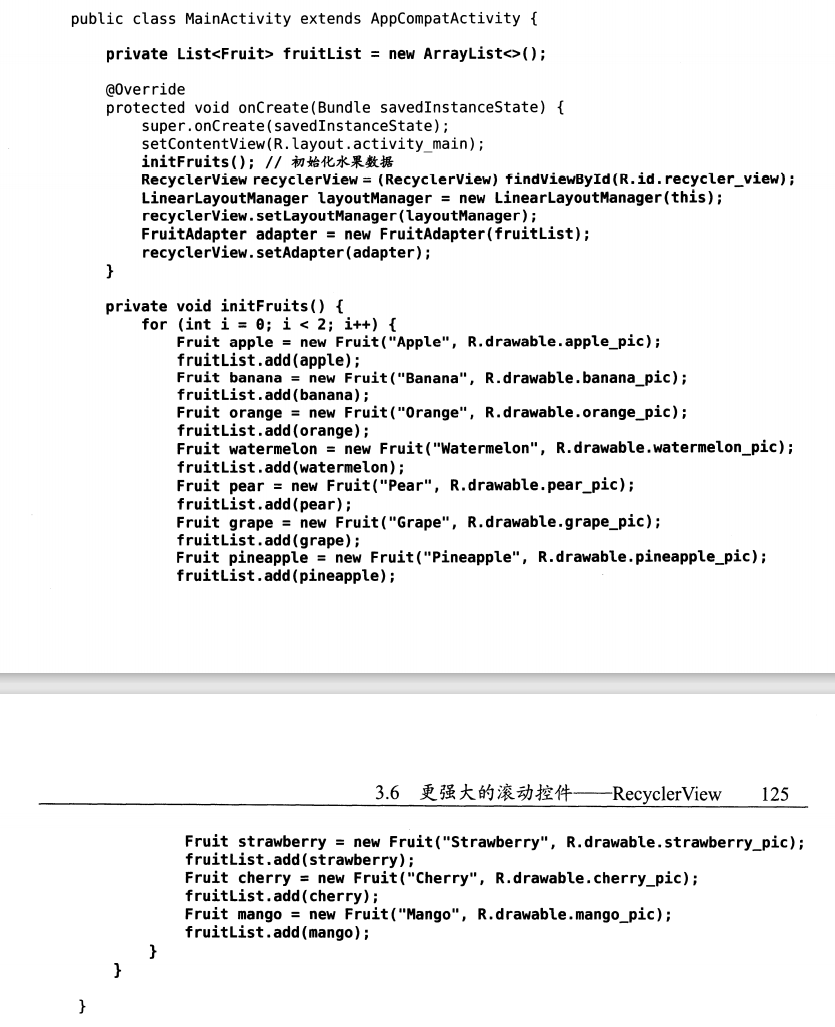 public class MainActivity extends AppCompatActivity {
private List<Fruit> fruitList = new ArrayList<>();
@Override
protected void onCreate(Bundle savedInstanceState) {
super.onCreate(savedInstanceState);
setContentView(R.layout.activity_main);
initFruits(); // 初始化水果数据
RecyclerView recyclerView = (RecyclerView) findViewById(R.id.recycler_view);
LinearLayoutManager layoutManager = new LinearLayoutManager(this);
recyclerView.setLayoutManager(layoutManager);
FruitAdapter adapter = new FruitAdapter(fruitList);
recyclerView.setAdapter(adapter);
}
private void initFruits() {
for (int i = 0; i < 2; i++) {
Fruit apple = new Fruit("Apple", R.drawable.apple_pic);
fruitList.add(apple);
Fruit banana = new Fruit("Banana", R.drawable.banana_pic);
fruitList.add(banana);
Fruit orange = new Fruit("Orange", R.drawable.orange_pic);
fruitList.add(orange);
Fruit watermelon = new Fruit("Watermelon", R.drawable.watermelon_pic);
fruitList.add(watermelon);
Fruit pear = new Fruit("Pear", R.drawable.pear_pic);
fruitList.add(pear);
Fruit grape = new Fruit("Grape", R.drawable.grape_pic);
fruitList.add(grape);
Fruit pineapple = new Fruit("Pineapple", R.drawable.pineapple_pic);
fruitList.add(pineapple);
3.6 更强大的滚动控件——RecyclerView 125
Fruit strawberry = new Fruit("Strawberry", R.drawable.strawberry_pic);
fruitList.add(strawberry);
Fruit cherry = new Fruit("Cherry", R.drawable.cherry_pic);
fruitList.add(cherry);
Fruit mango = new Fruit("Mango", R.drawable.mango_pic);
fruitList.add(mango);
}
}
}